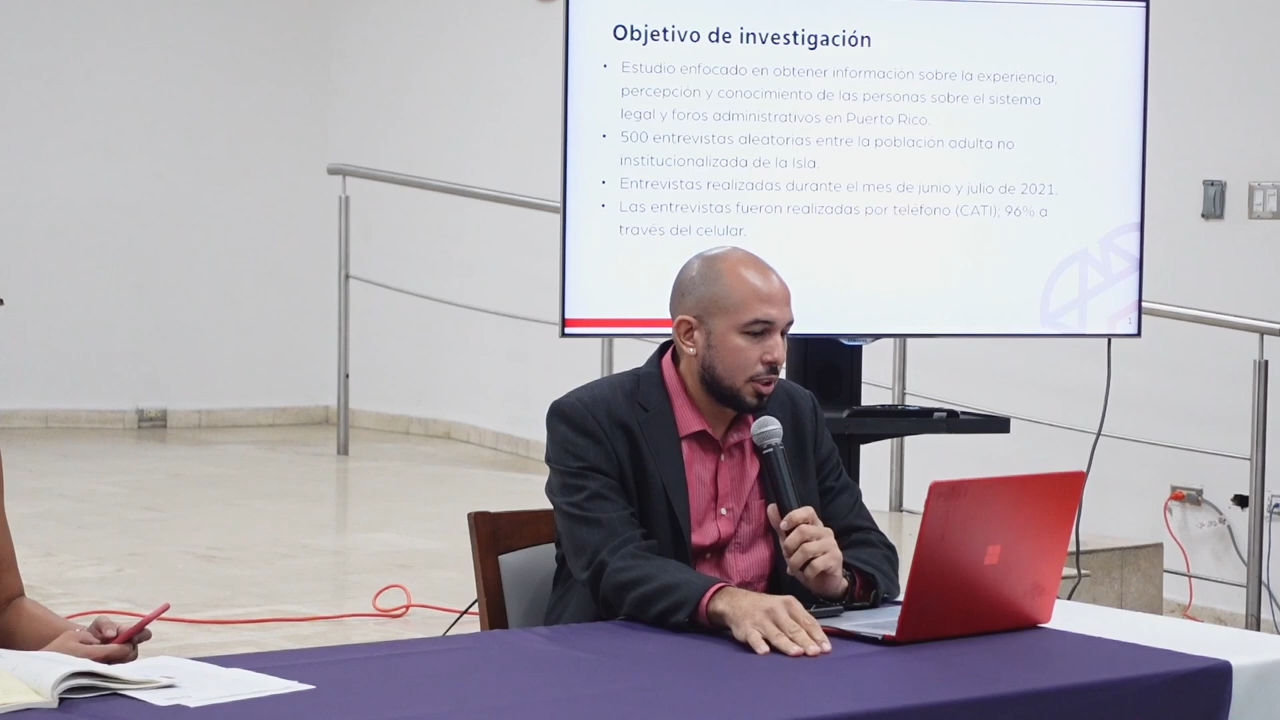 Objetivo de investigación
• Estudio enfocado en obtener información sobre la experiencia,
percepción y conocimiento de las personas sobre el sistema
legal y foros administrativos en Puerto Rico.
• 500 entrevistas aleatorias entre la población adulta no
institucionalizada de la Isla.
• Entrevistas realizadas durante el mes de junio y julio de 2021.
• Las entrevistas fueron realizadas por teléfono (CATI); 96% a
través del celular.
1